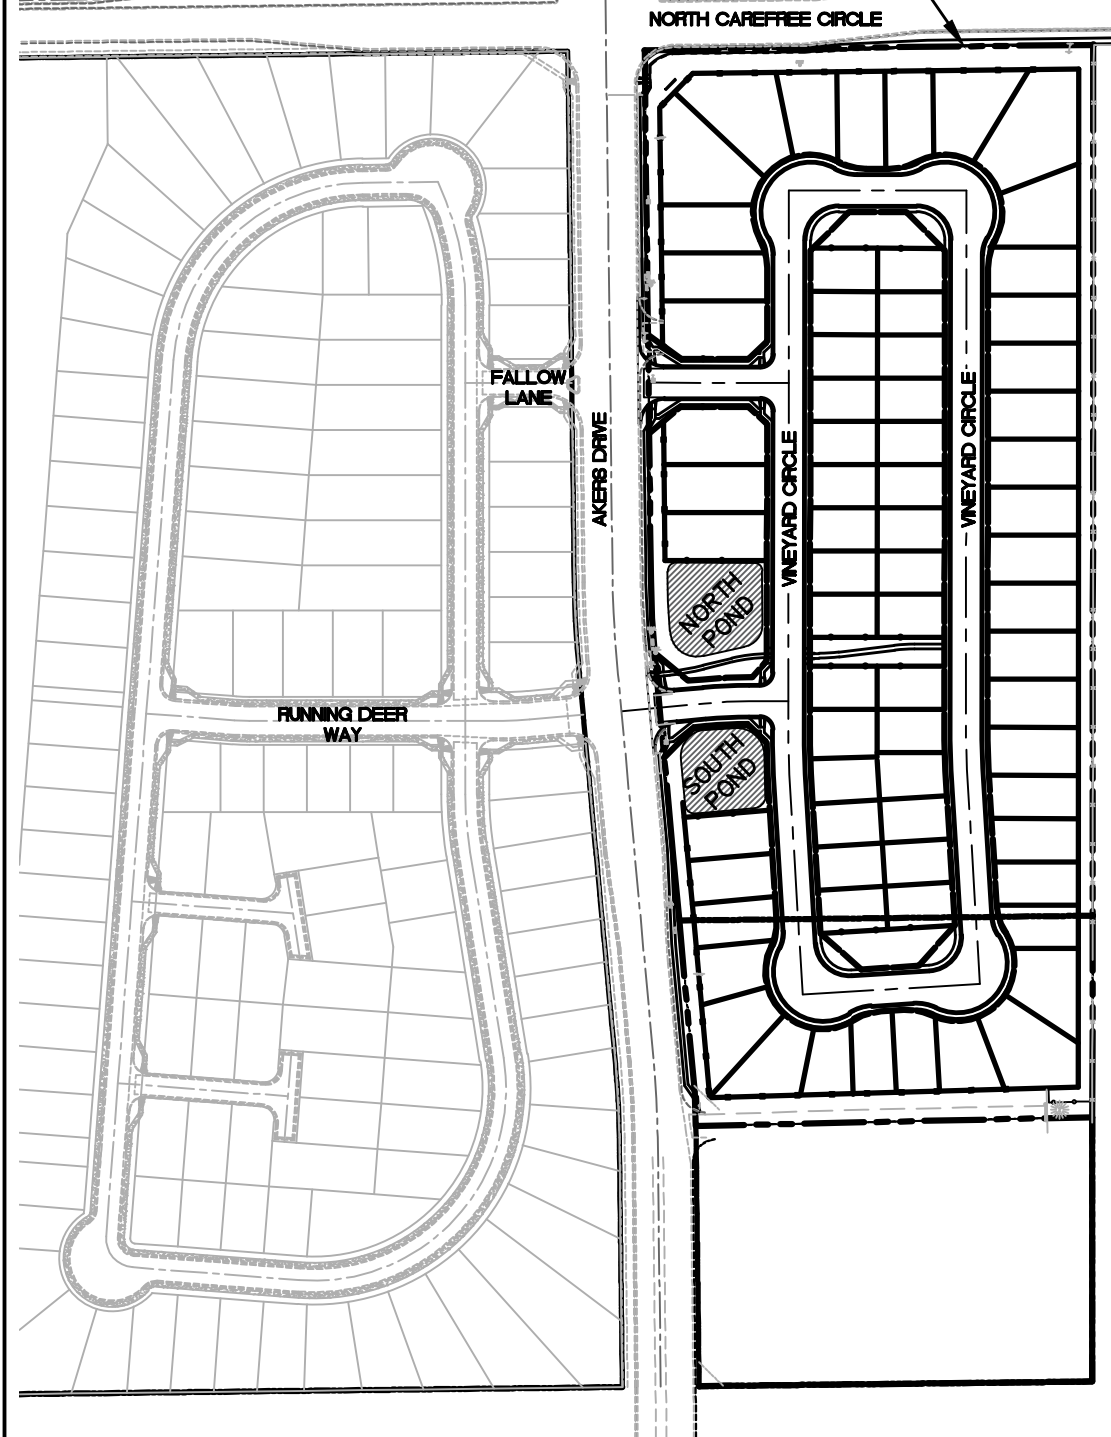 NORTH CAREFREE CIRCLE
FALLOW
LANE
AKERS DRIVE
VINEYARD CIRCLE
VINEYARD CIRCLE
NORTH
POND
RUNNING DEER
WAY
SOUTH
POND